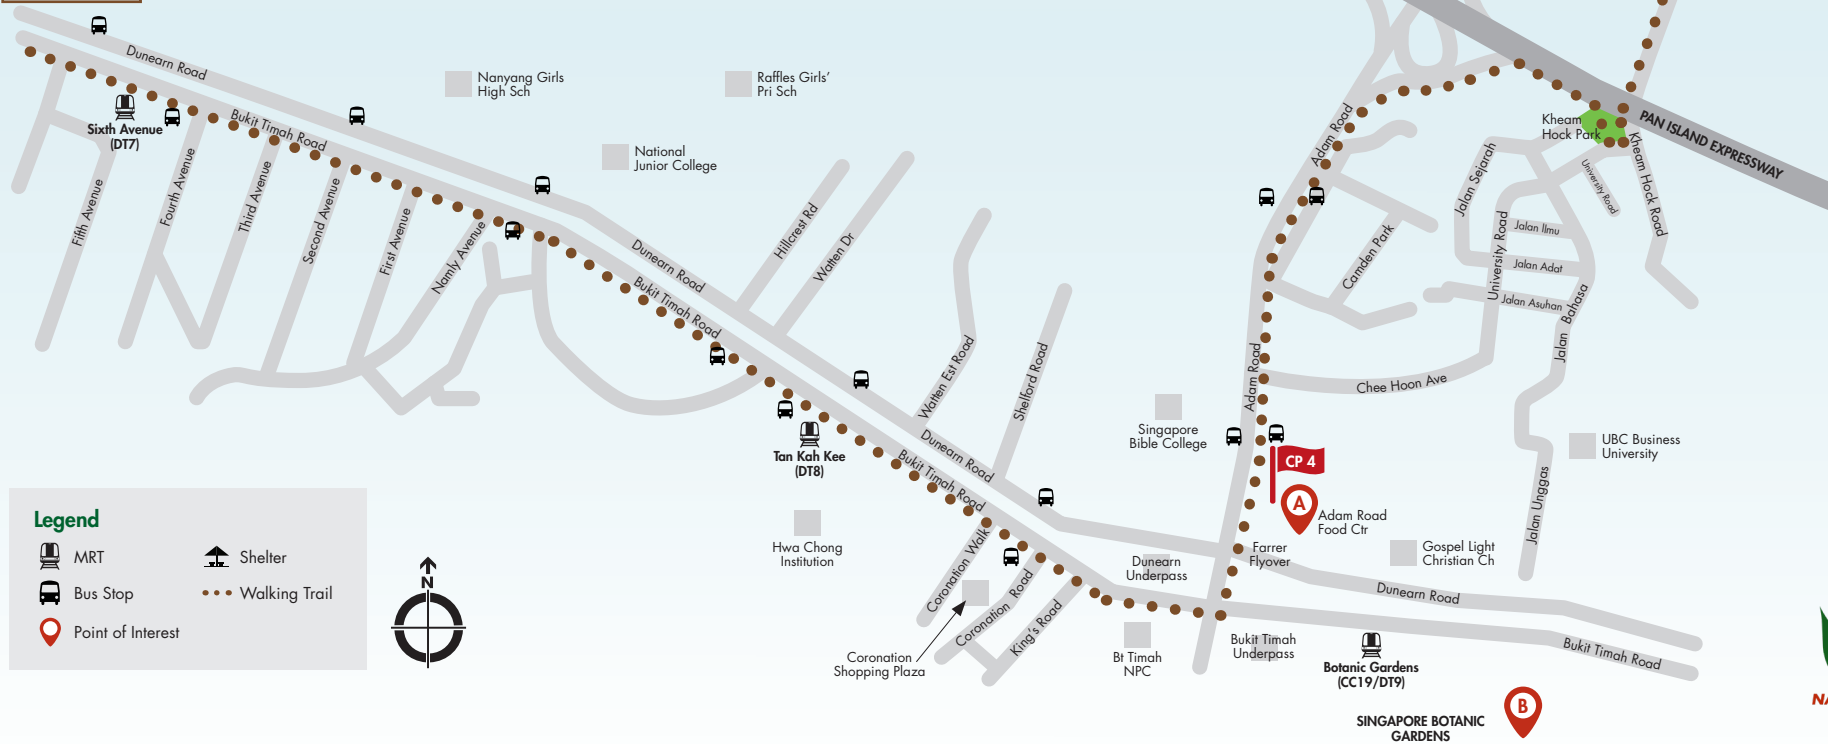 Dunearn Road
Nanyang Girls
High Sch
Raffles Girls'
Pri Sch
Sixth Avenue
(DT7)
Bukit Timah Road
National
Junior College
Adam Road
Kheam
Hock Park
PAN ISLAND EXPRESSWAY
Fifth Avenue
Fourth Avenue
Third Avenue
Second Avenue
First Avenue
Namly Avenue
Hillcrest Rd
Watten Dr
Dunearn Road
Bukit Timah Road
Camden Park
Jalan Sejarah
University Road
University Road
Kheam Hock Road
Jalan Ilmu
Jalan Adat
Jalan Asuhan
Jalan Bahasa
Watten Est Road
Shelford Road
Adam Road
Chee Hoon Ave
Singapore
Bible College
UBC Business
University
Tan Kah Kee
(DT8)
Dunearn Road
Bukit Timah Road
CP 4
A
Adam Road
Food Ctr
Jalan Unggas
Legend
MRT
Shelter
Bus Stop
Walking Trail
Point of Interest
N
Hwa Chong
Institution
Coronation Walk
Coronation Road
King's Road
Coronation
Shopping Plaza
Dunearn
Underpass
Farrer
Flyover
Gospel Light
Christian Ch
Dunearn Road
Bt Timah
NPC
Bukit Timah
Underpass
Botanic Gardens
(CC19/DT9)
Bukit Timah Road
B
SINGAPORE BOTANIC
GARDENS